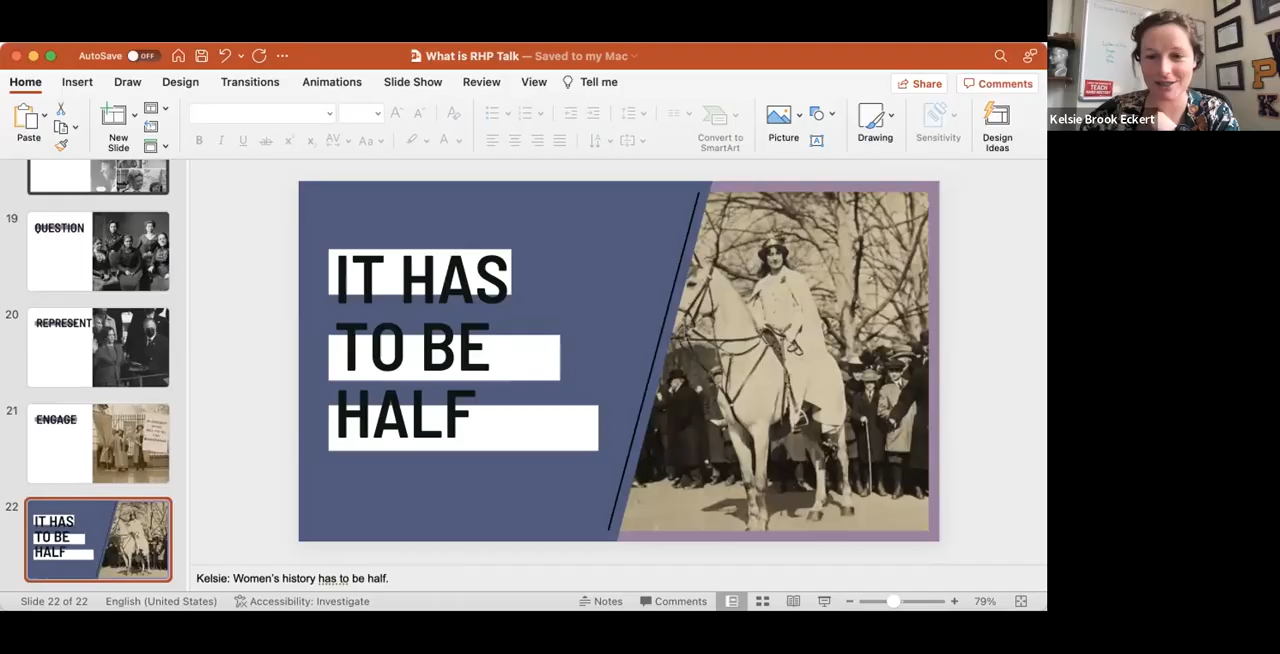 AutoSave OFF
What is RHP Talk — Saved to my Mac
Home Insert Draw Design Transitions Animations Slide Show Review View Tell me
Share Comments
Paste
New Slide
Convert to SmartArt
Picture
Drawing
Sensitivity
Design Ideas
19
QUESTION
20
REPRESENT
21
ENGAGE
22
IT HAS
TO BE
HALF
IT HAS
TO BE
HALF
Kelsie: Women's history has to be half.
Slide 22 of 22 English (United States) Accessibility: Investigate Notes Comments 79%
TEACH
P
K
Kelsie Brook Eckert